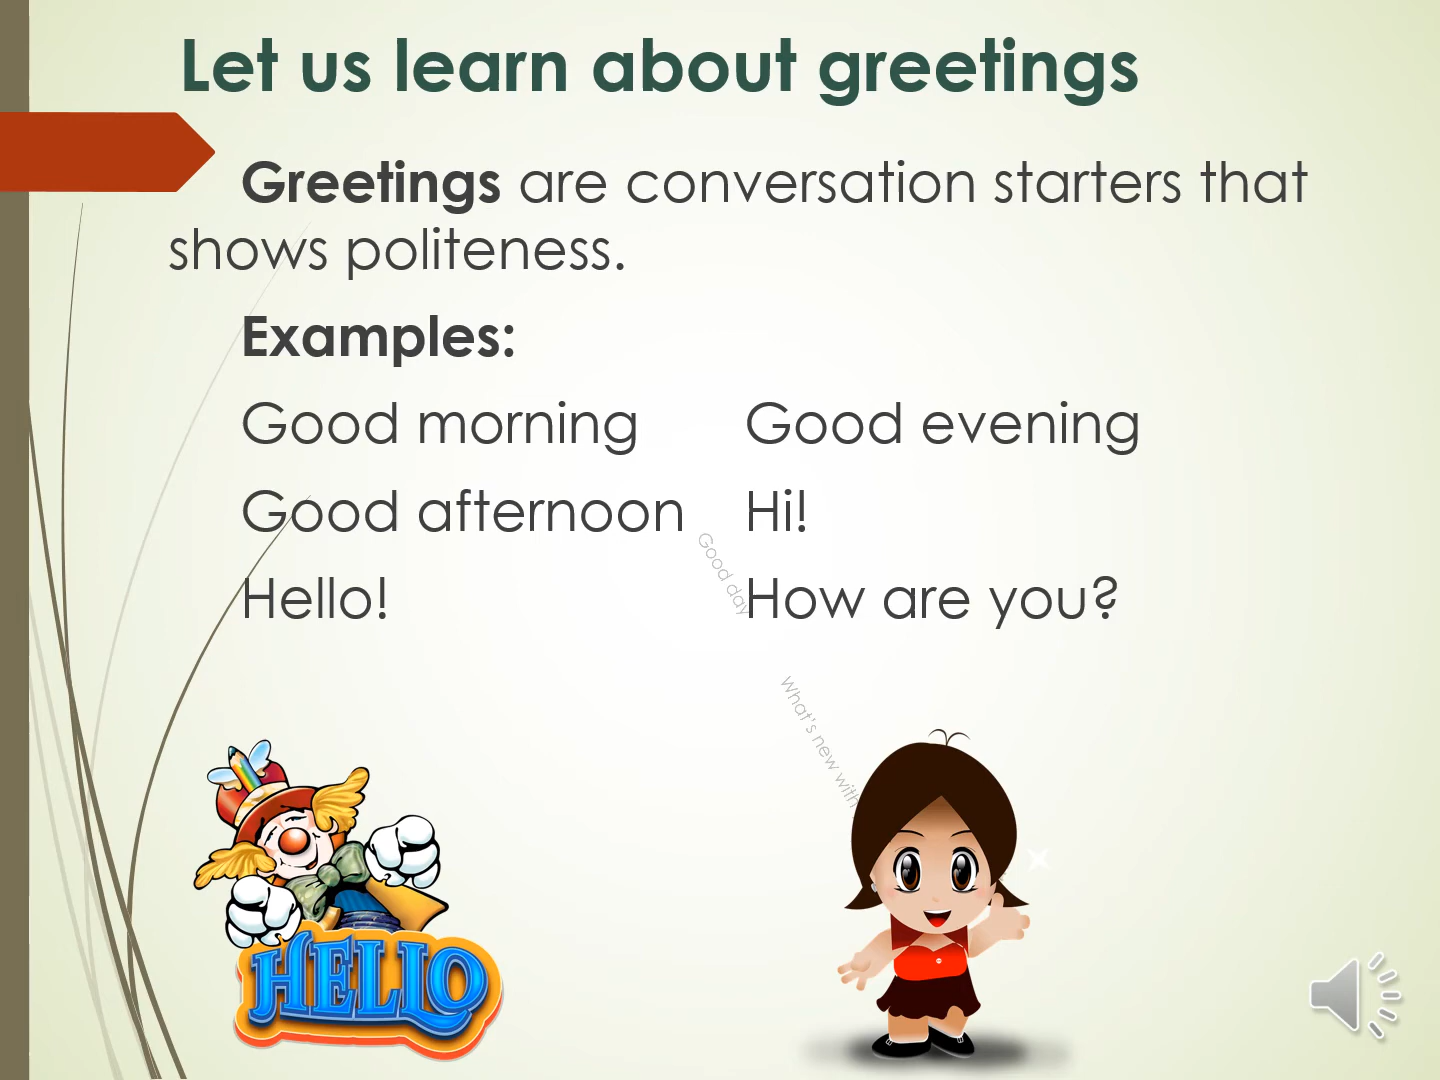 Let us learn about greetings
Greetings are conversation starters that
shows politeness.
Examples:
Good morning Good evening
Good afternoon Hi!
Good day
Hello! How are you?
What's new with
HELLO